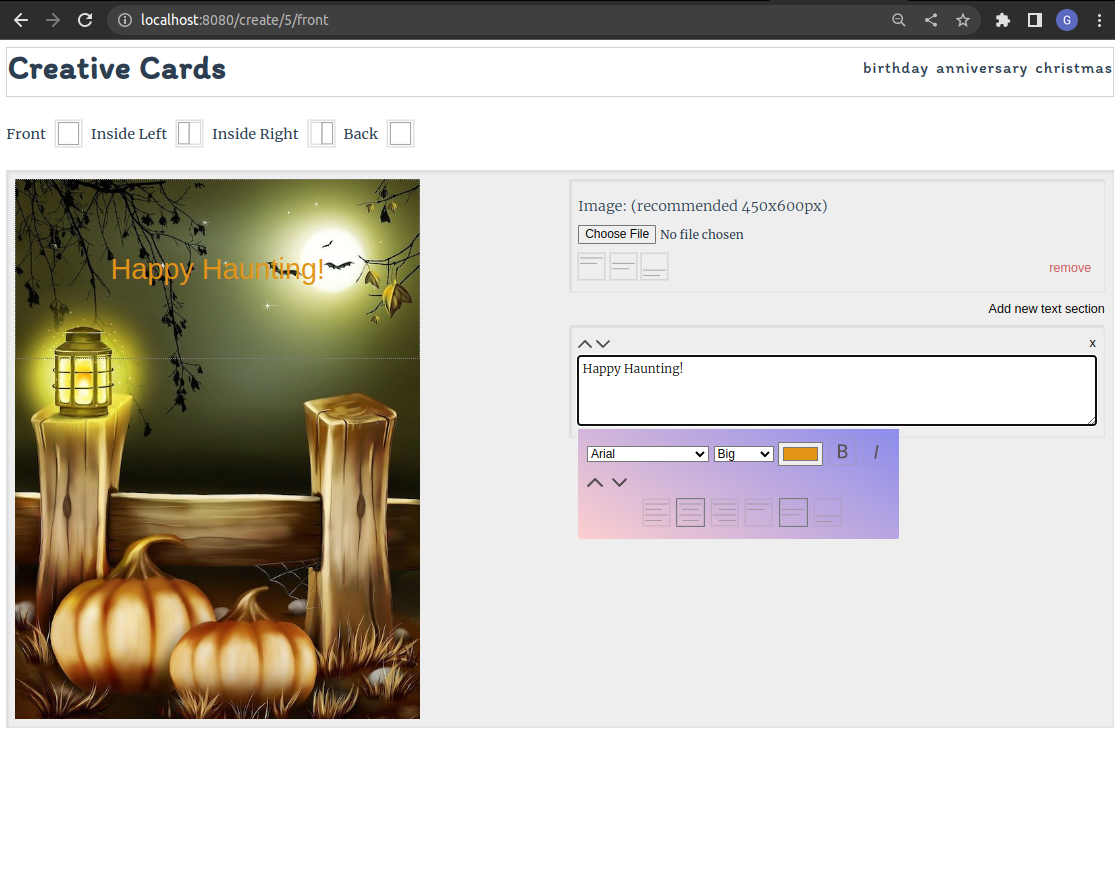 localhost:8080/create/5/front
G
Creative Cards
birthday anniversary christmas
Front Inside Left Inside Right Back
Image: (recommended 450x600px)
Choose File No file chosen
remove
Happy Haunting!
Add new text section
x
Happy Haunting!
Arial Big B I